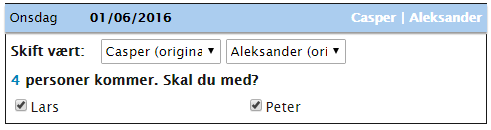 Onsdag 01/06/2016 Casper | Aleksander
Skift vært: Casper (origina Aleksander (ori
4 personer kommer. Skal du med?
Lars Peter